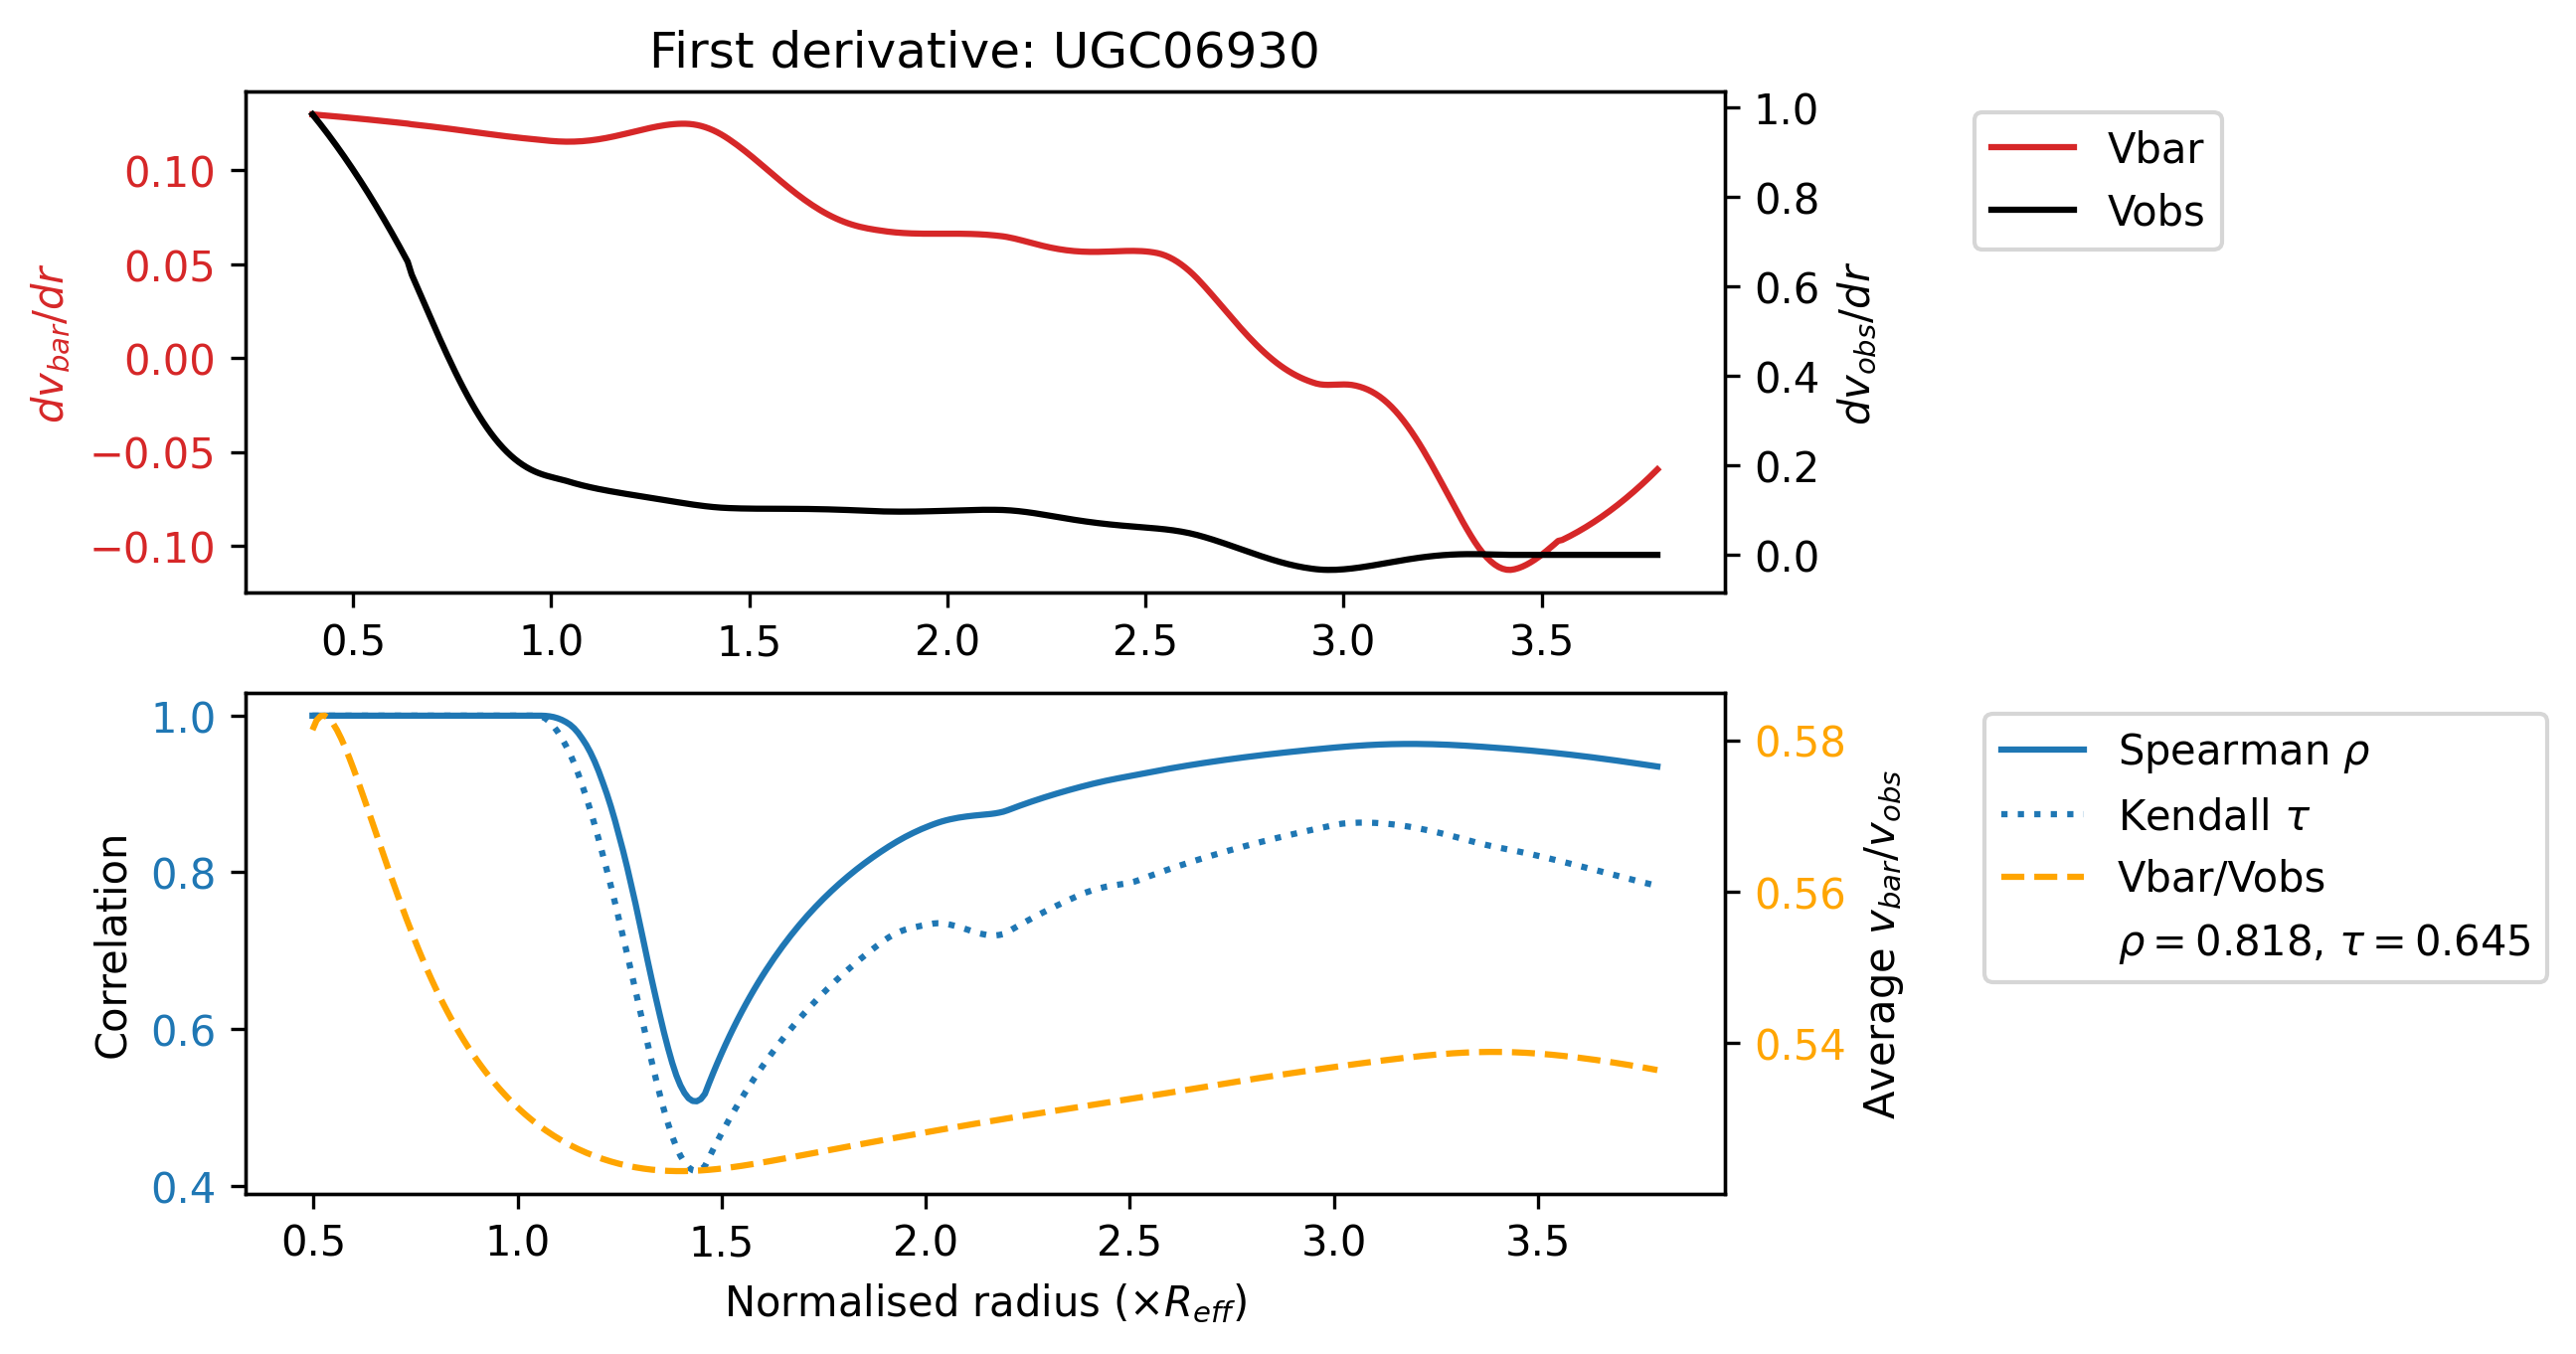 First derivative: UGC06930
0.10
0.05
0.00
−0.05
−0.10
dv_bar/dr
1.0
0.8
0.6
0.4
0.2
0.0
dv_obs/dr
Vbar
Vobs
0.5 1.0 1.5 2.0 2.5 3.0 3.5
1.0
0.8
0.6
0.4
Correlation
0.58
0.56
0.54
Average v_bar/v_obs
Spearman ρ
Kendall τ
Vbar/Vobs
ρ = 0.818, τ = 0.645
0.5 1.0 1.5 2.0 2.5 3.0 3.5
Normalised radius (×R_eff)